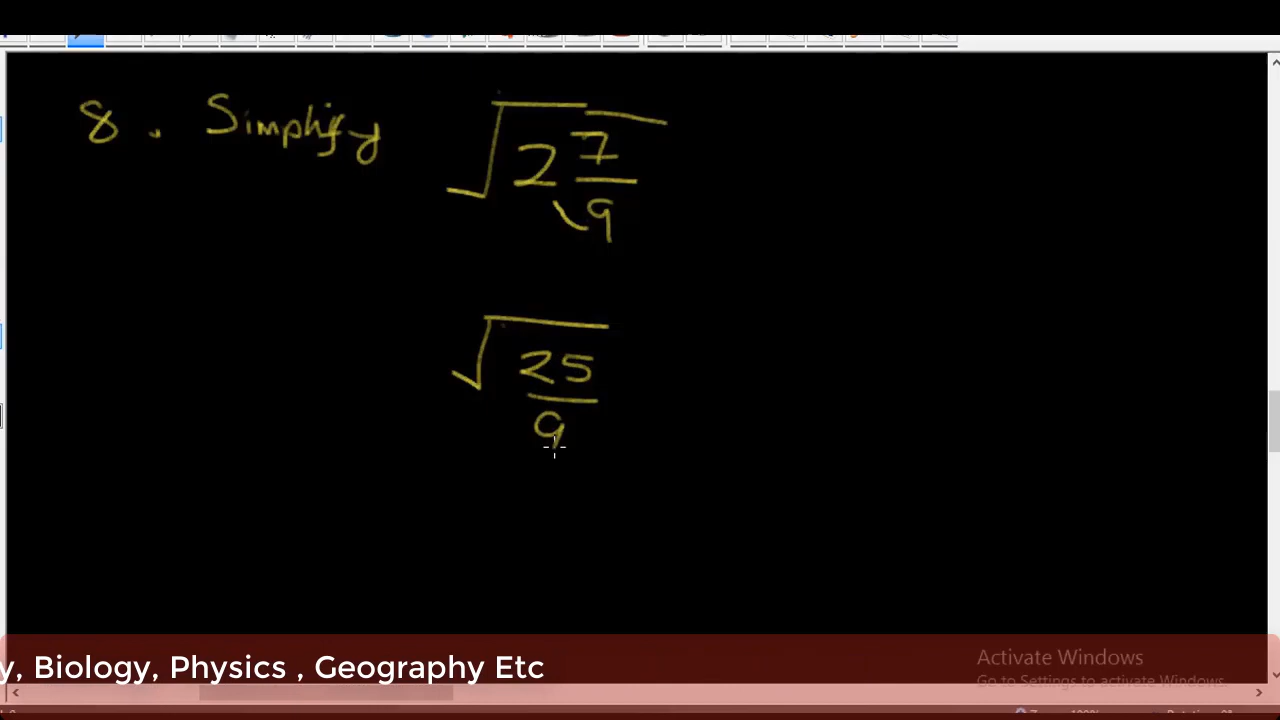 8. Simplify √2 7/9
√25/9
y, Biology, Physics , Geography Etc
Activate Windows
Go to Settings to activate Windows.